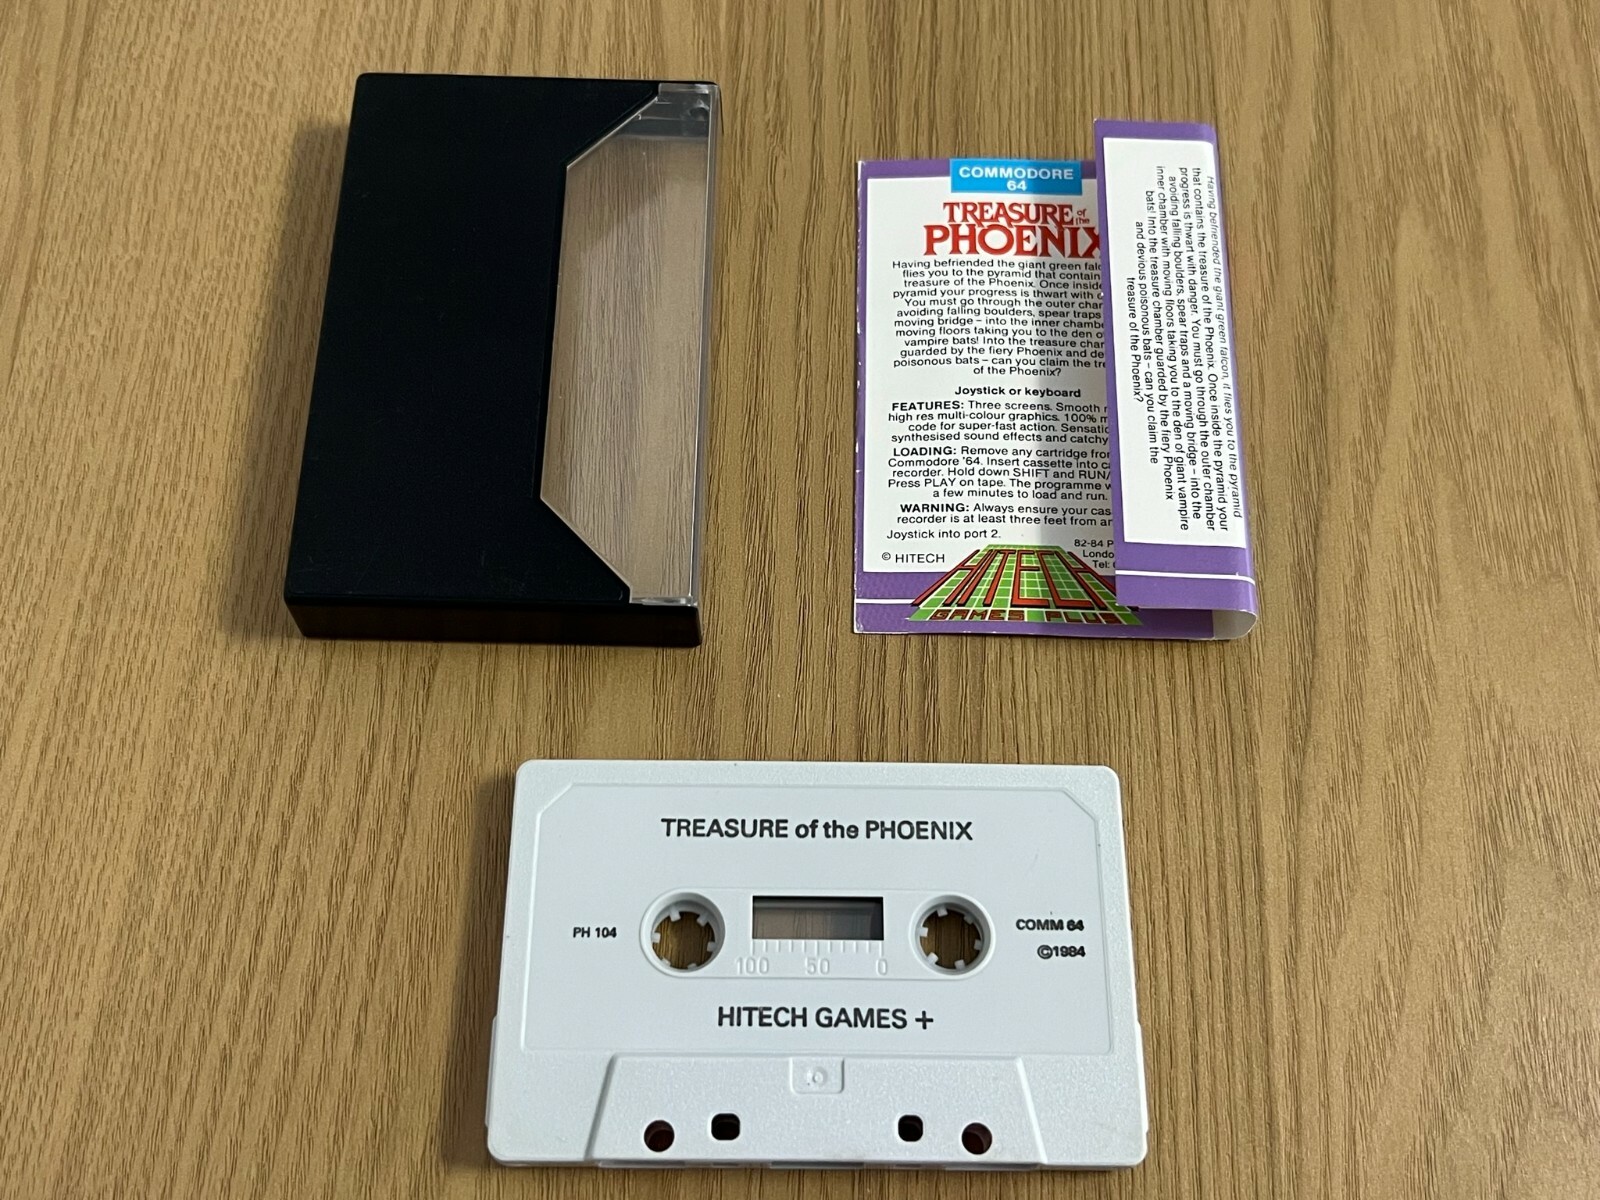 COMMODORE
64
TREASURE of the
PHOENIX
Having befriended the giant green
flies you to the pyramid that contain
treasure of the Phoenix. Once inside
pyramid your progress is thwart with
You must go through the outer
avoiding falling boulders, spear traps
moving bridge – into the inner
moving floors taking you to the den
vampire bats! Into the treasure
guarded by the fiery Phoenix and
poisonous bats – can you claim the
of the Phoenix?
Joystick or keyboard
FEATURES: Three screens. Smooth
high res multi-colour graphics. 100%
code for super-fast action.
synthesised sound effects and catchy
LOADING: Remove any cartridge
Commodore '64. Insert cassette into
recorder. Hold down SHIFT and RUN/
Press PLAY on tape. The programme
a few minutes to load and run.
WARNING: Always ensure your
recorder is at least three feet from
Joystick into port 2.
82-84
© HITECH
Tel:
HITECH
GAMES PLUS
Having befriended the giant green falcon, it flies you to the pyramid
that contains the treasure of the Phoenix. Once inside the pyramid your
progress is thwart with danger. You must go through the outer chamber
avoiding falling boulders, spear traps and a moving bridge – into the
inner chamber with moving floors taking you to the den of giant vampire
bats! Into the treasure chamber guarded by the fiery Phoenix
and devious poisonous bats – can you claim the
treasure of the Phoenix?
TREASURE of the PHOENIX
PH 104
COMM 64
©1984
100 50 0
HITECH GAMES +